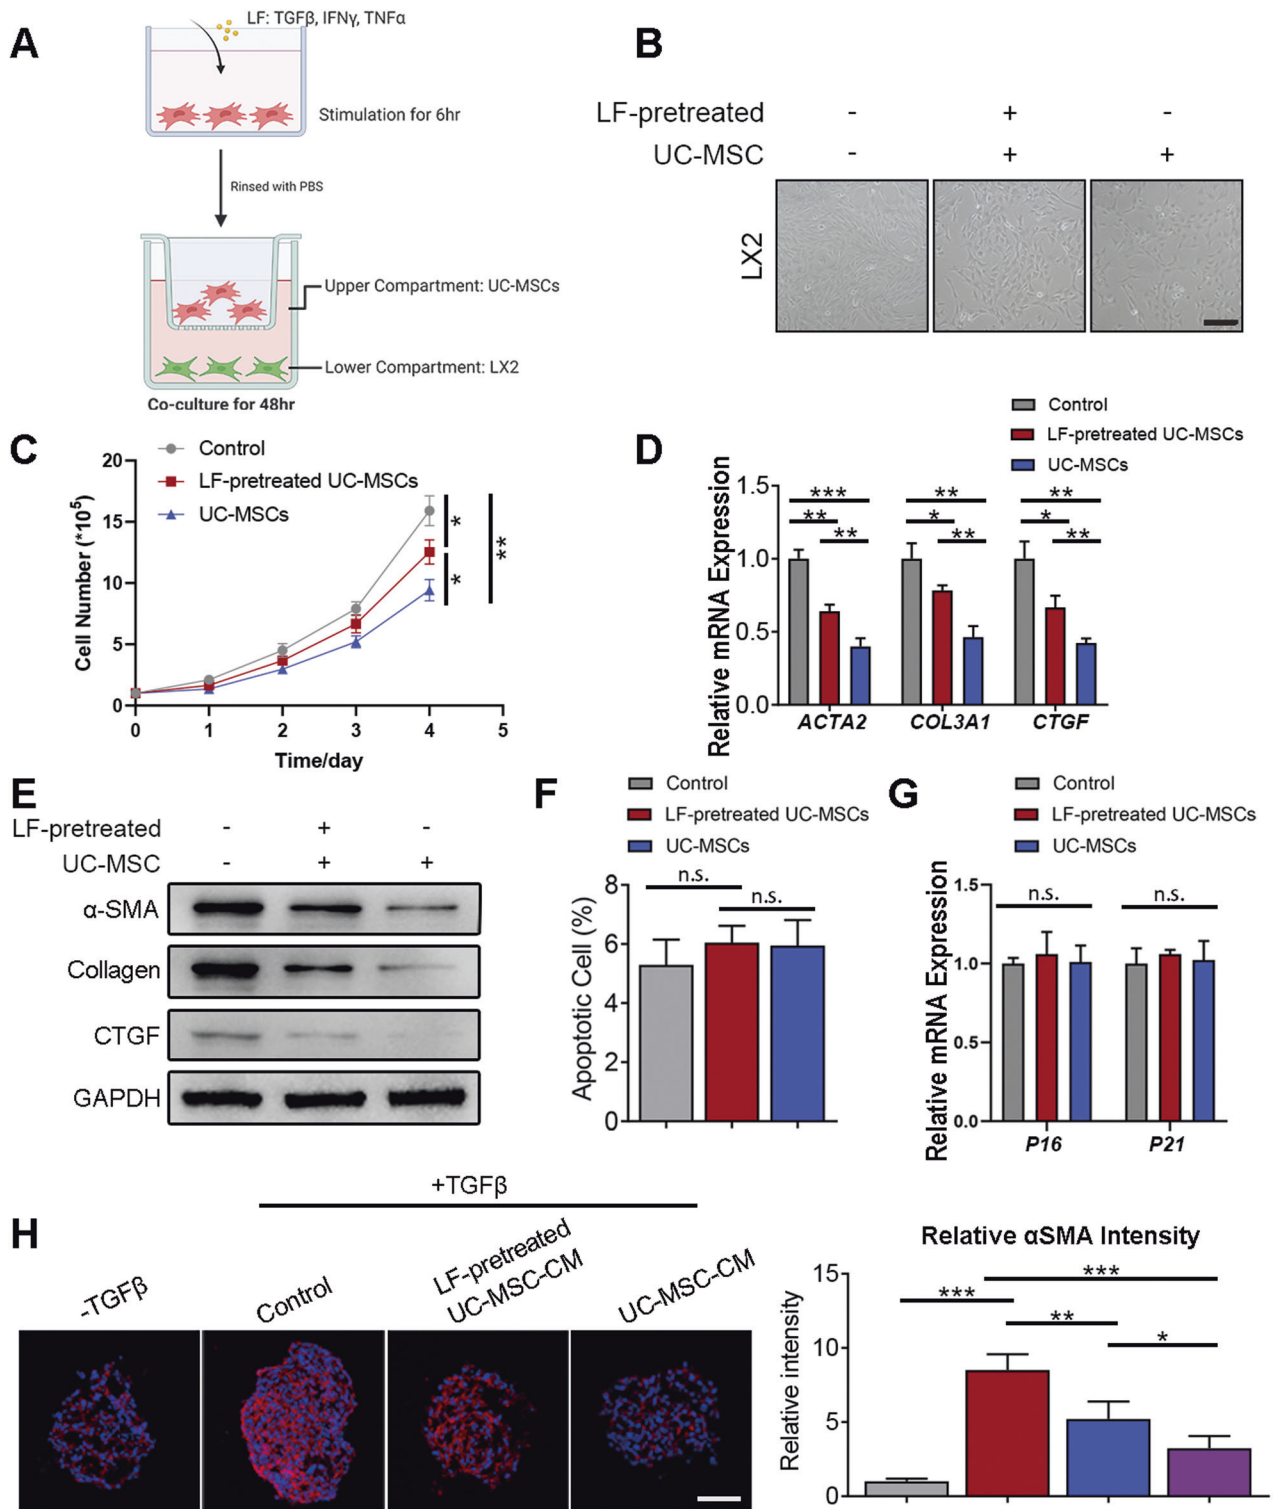 A
LF: TGFβ, IFNγ, TNFα
Stimulation for 6hr
Rinsed with PBS
Upper Compartment: UC-MSCs
Lower Compartment: LX2
Co-culture for 48hr
B
LF-pretreated - + -
UC-MSC - + +
LX2
C
Control
LF-pretreated UC-MSCs
UC-MSCs
Cell Number (*10⁵)
20
15
10
5
0
0 1 2 3 4 5
Time/day
*
*
**
D
Control
LF-pretreated UC-MSCs
UC-MSCs
Relative mRNA Expression
1.5
1.0
0.5
0.0
*** ** **
** * *
** ** **
ACTA2 COL3A1 CTGF
E
LF-pretreated - + -
UC-MSC - + +
α-SMA
Collagen
CTGF
GAPDH
F
Control
LF-pretreated UC-MSCs
UC-MSCs
Apoptotic Cell (%)
8
6
4
2
0
n.s.
n.s.
G
Control
LF-pretreated UC-MSCs
UC-MSCs
Relative mRNA Expression
1.5
1.0
0.5
0.0
n.s. n.s.
P16 P21
H
+TGFβ
-TGFβ
Control
LF-pretreated
UC-MSC-CM
UC-MSC-CM
Relative αSMA Intensity
Relative intensity
15
10
5
0
***
***
**
*